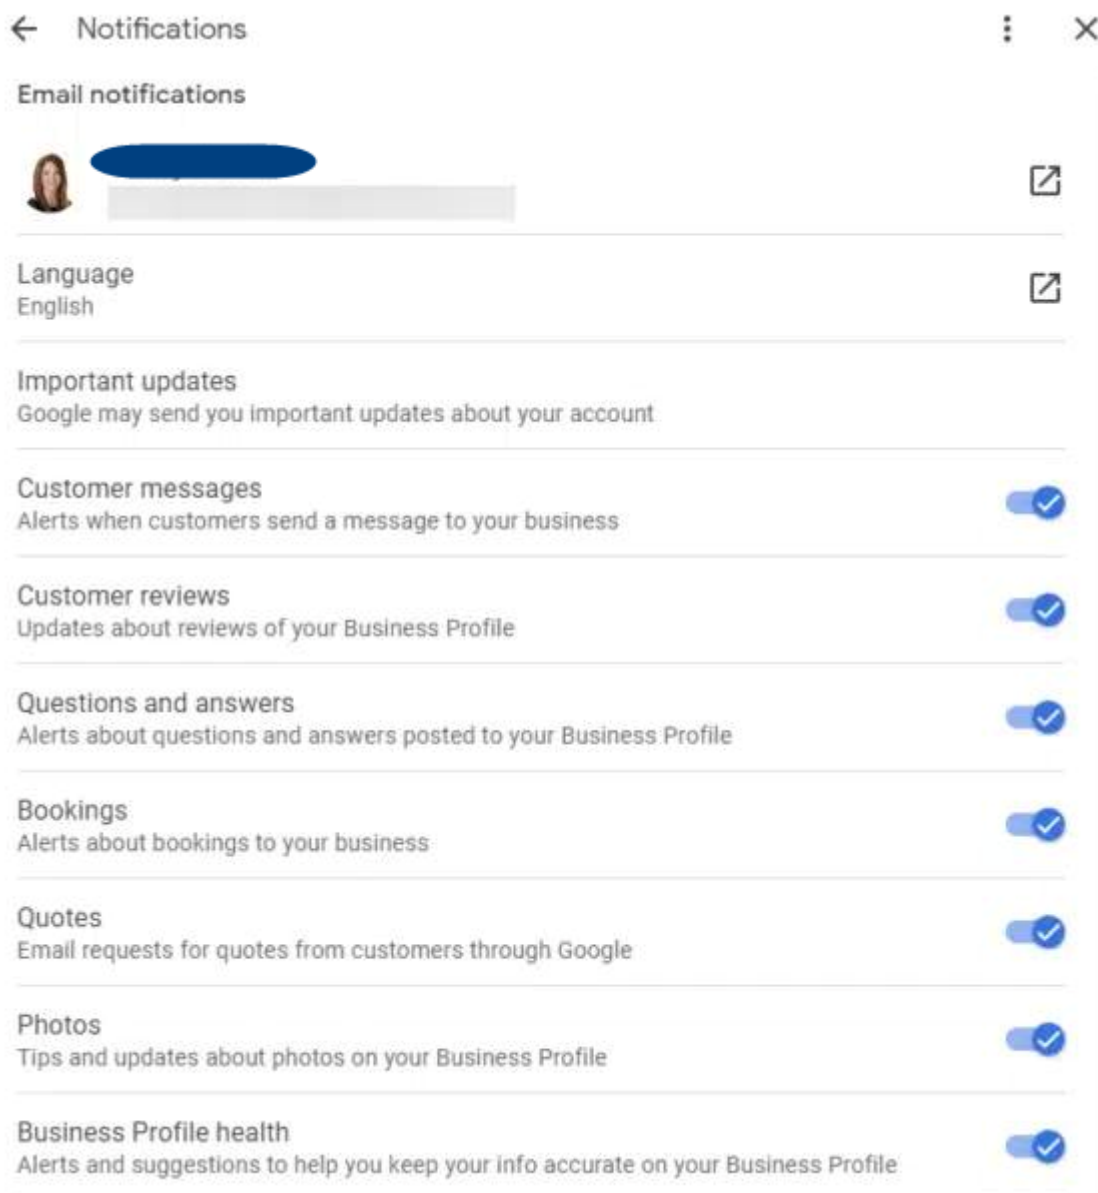 Notifications
Email notifications
Language
English
Important updates
Google may send you important updates about your account
Customer messages
Alerts when customers send a message to your business
Customer reviews
Updates about reviews of your Business Profile
Questions and answers
Alerts about questions and answers posted to your Business Profile
Bookings
Alerts about bookings to your business
Quotes
Email requests for quotes from customers through Google
Photos
Tips and updates about photos on your Business Profile
Business Profile health
Alerts and suggestions to help you keep your info accurate on your Business Profile